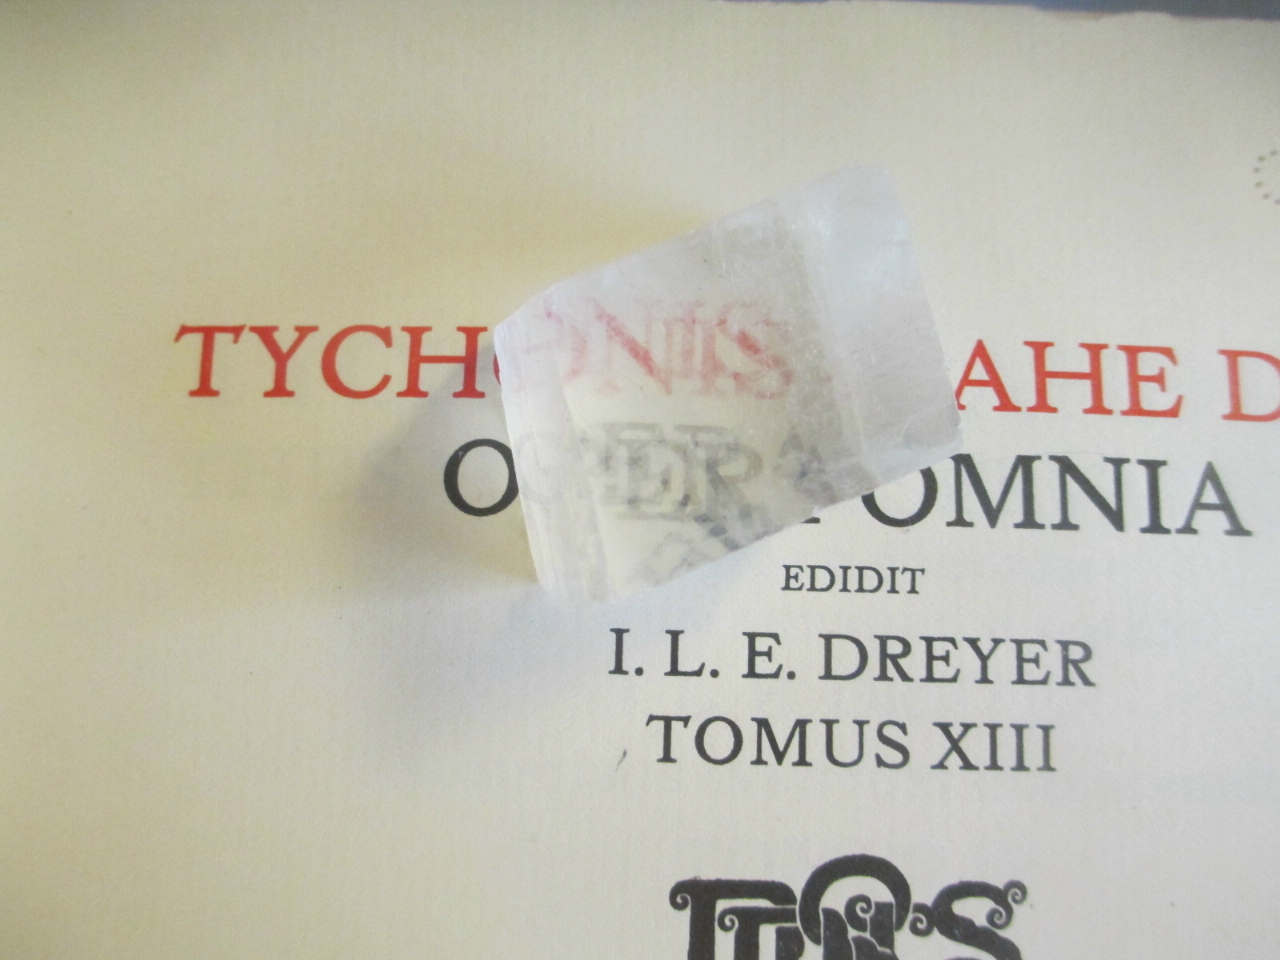 TYCHONIS AHE D
OPERA OMNIA
EDIDIT
I. L. E. DREYER
TOMUS XIII